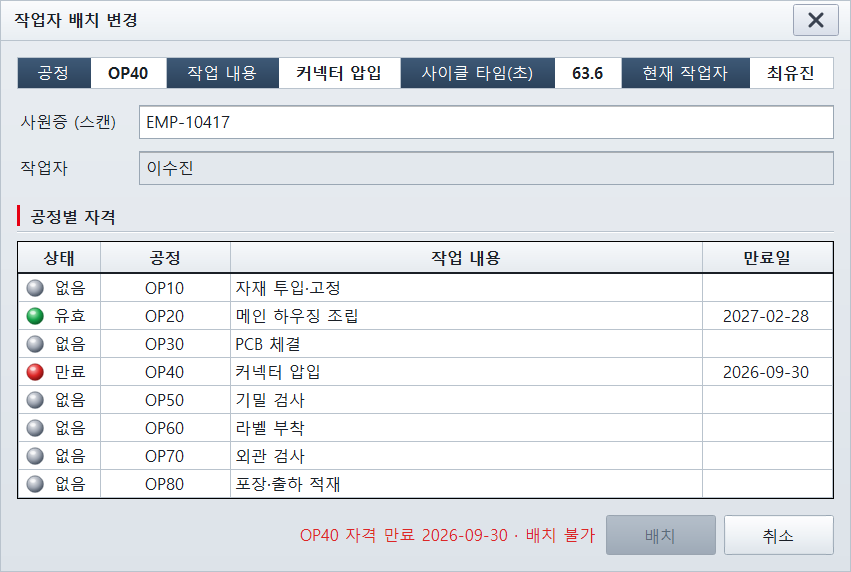 작업자 배치 변경
공정 OP40 작업 내용 커넥터 압입 사이클 타임(초) 63.6 현재 작업자 최유진
사원증 (스캔) EMP-10417
작업자 이수진
공정별 자격
상태 공정 작업 내용 만료일
없음 OP10 자재 투입·고정
유효 OP20 메인 하우징 조립 2027-02-28
없음 OP30 PCB 체결
만료 OP40 커넥터 압입 2026-09-30
없음 OP50 기밀 검사
없음 OP60 라벨 부착
없음 OP70 외관 검사
없음 OP80 포장·출하 적재
OP40 자격 만료 2026-09-30 · 배치 불가 배치 취소